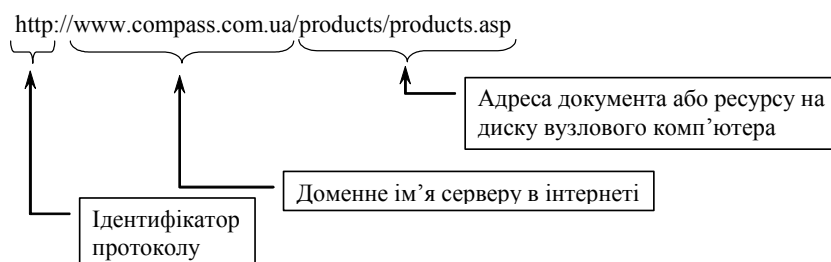 http://www.compass.com.ua/products/products.asp
Адреса документа або ресурсу на
диску вузлового комп’ютера
Доменне ім’я серверу в інтернеті
Ідентифікатор
протоколу